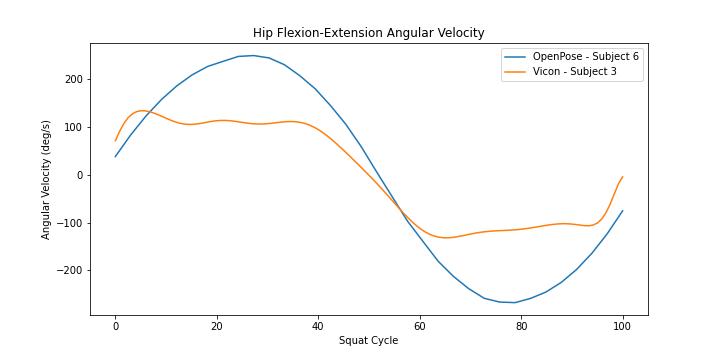 Hip Flexion-Extension Angular Velocity
OpenPose - Subject 6
Vicon - Subject 3
Angular Velocity (deg/s)
200
100
0
−100
−200
0 20 40 60 80 100
Squat Cycle